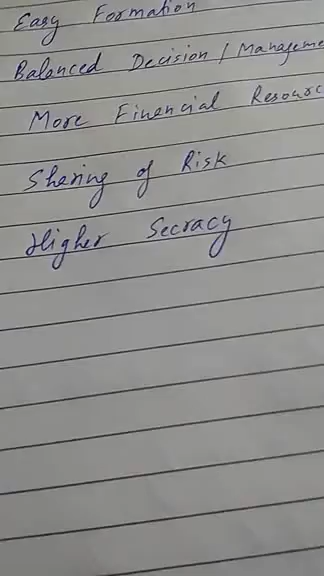 Easy Formation
Balanced Decision / Manageme
More Financial Resourc
Sharing of Risk
Higher Secracy